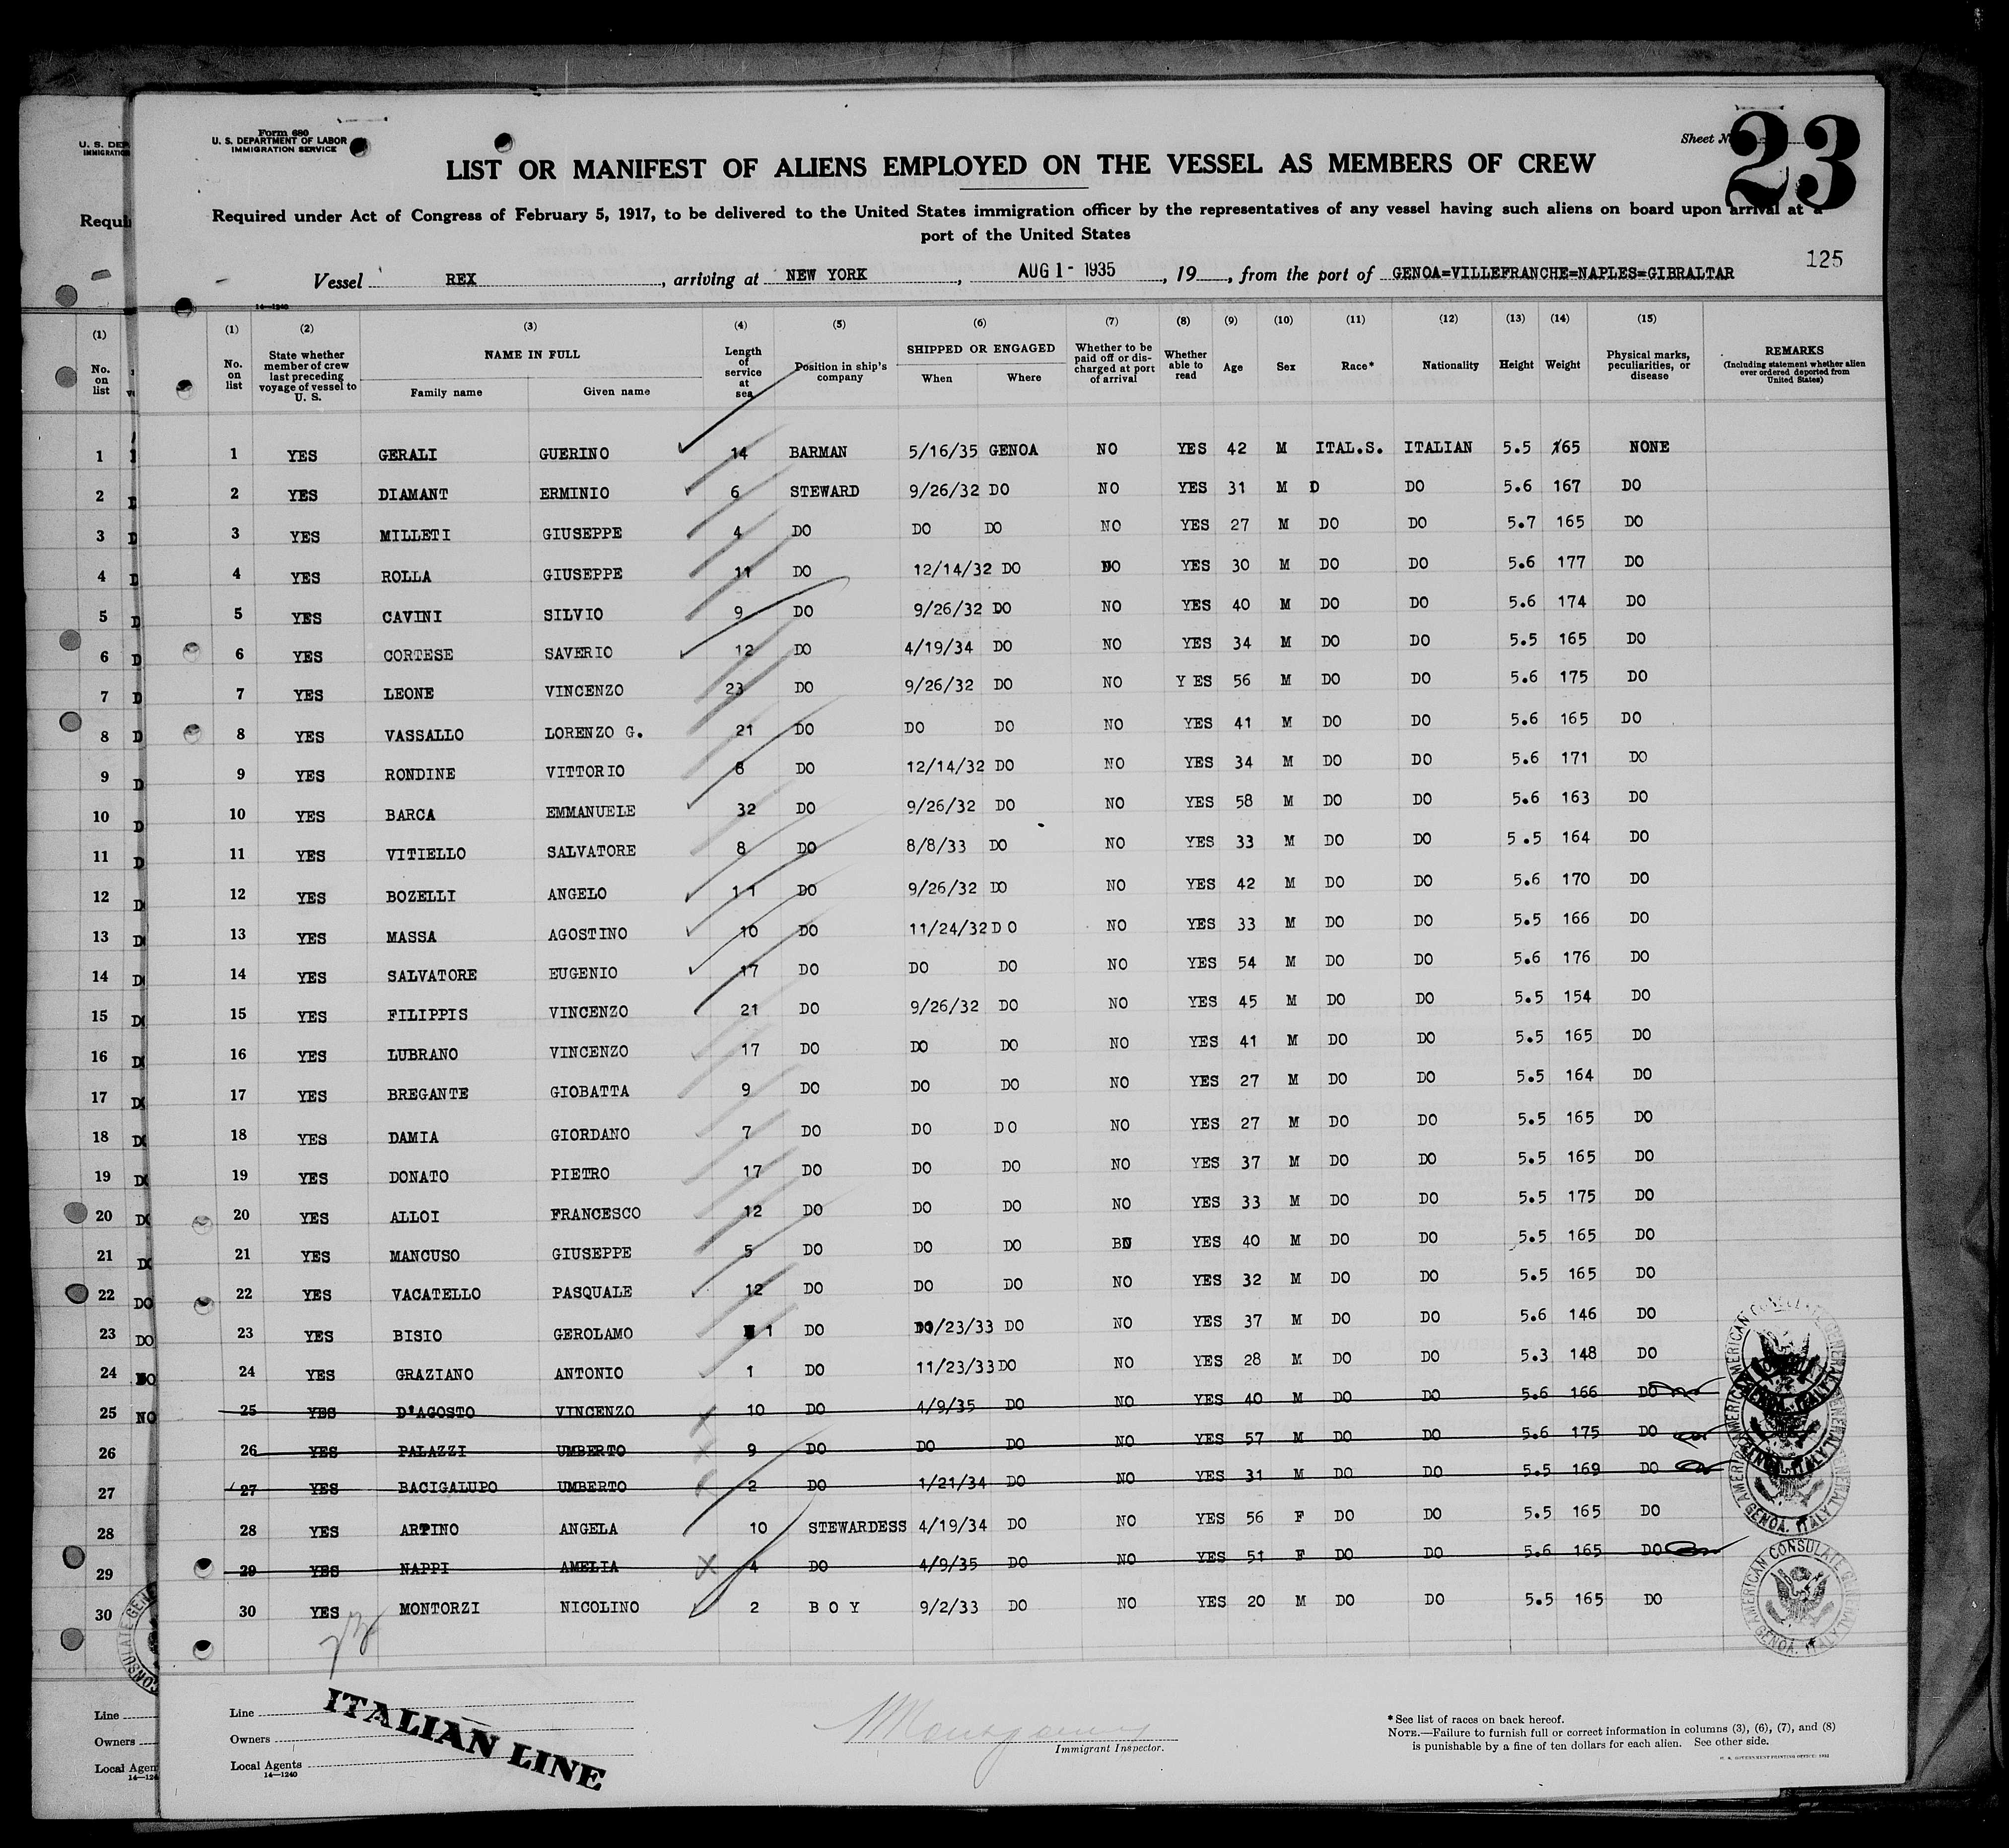 Form 680
U. S. DEPARTMENT OF LABOR
IMMIGRATION SERVICE
Sheet No. 23
LIST OR MANIFEST OF ALIENS EMPLOYED ON THE VESSEL AS MEMBERS OF CREW
Required under Act of Congress of February 5, 1917, to be delivered to the United States immigration officer by the representatives of any vessel having such aliens on board upon arrival at a
port of the United States
125
Vessel REX, arriving at NEW YORK, AUG 1 - 1935, 19, from the port of GENOA=VILLEFRANCHE=NAPLES=GIBRALTAR
14—1240
(1) (2) (3) (4) (5) (6) (7) (8) (9) (10) (11) (12) (13) (14) (15)
No. on list State whether member of crew last preceding voyage of vessel to U. S. NAME IN FULL Family name Given name Length of service at sea Position in ship's company SHIPPED OR ENGAGED When Where Whether to be paid off or discharged at port of arrival Whether able to read Age Sex Race* Nationality Height Weight Physical marks, peculiarities, or disease REMARKS (Including statement whether alien ever ordered deported from United States)
1 YES GERALI GUERINO 14 BARMAN 5/16/35 GENOA NO YES 42 M ITAL.S. ITALIAN 5.5 165 NONE
2 YES DIAMANT ERMINIO 6 STEWARD 9/26/32 DO NO YES 31 M D DO 5.6 167 DO
3 YES MILLETI GIUSEPPE 4 DO DO DO NO YES 27 M DO DO 5.7 165 DO
4 YES ROLLA GIUSEPPE 11 DO 12/14/32 DO NO YES 30 M DO DO 5.6 177 DO
5 YES CAVINI SILVIO 9 DO 9/26/32 DO NO YES 40 M DO DO 5.6 174 DO
6 YES CORTESE SAVERIO 12 DO 4/19/34 DO NO YES 34 M DO DO 5.5 165 DO
7 YES LEONE VINCENZO 23 DO 9/26/32 DO NO Y ES 56 M DO DO 5.6 175 DO
8 YES VASSALLO LORENZO G. 21 DO DO DO NO YES 41 M DO DO 5.6 165 DO
9 YES RONDINE VITTORIO 8 DO 12/14/32 DO NO YES 34 M DO DO 5.6 171 DO
10 YES BARCA EMMANUELE 32 DO 9/26/32 DO NO YES 58 M DO DO 5.6 163 DO
11 YES VITIELLO SALVATORE 8 DO 8/8/33 DO NO YES 33 M DO DO 5.5 164 DO
12 YES BOZELLI ANGELO 11 DO 9/26/32 DO NO YES 42 M DO DO 5.6 170 DO
13 YES MASSA AGOSTINO 10 DO 11/24/32 D O NO YES 33 M DO DO 5.5 166 DO
14 YES SALVATORE EUGENIO 17 DO DO DO NO YES 54 M DO DO 5.6 176 DO
15 YES FILIPPIS VINCENZO 21 DO 9/26/32 DO NO YES 45 M DO DO 5.5 154 DO
16 YES LUBRANO VINCENZO 17 DO DO DO NO YES 41 M DO DO 5.5 165 DO
17 YES BREGANTE GIOBATTA 9 DO DO DO NO YES 27 M DO DO 5.5 164 DO
18 YES DAMIA GIORDANO 7 DO DO D O NO YES 27 M DO DO 5.5 165 DO
19 YES DONATO PIETRO 17 DO DO DO NO YES 37 M DO DO 5.5 165 DO
20 YES ALLOI FRANCESCO 12 DO DO DO NO YES 33 M DO DO 5.5 175 DO
21 YES MANCUSO GIUSEPPE 5 DO DO DO YES 40 M DO DO 5.5 165 DO
22 YES VACATELLO PASQUALE 12 DO DO DO NO YES 32 M DO DO 5.5 165 DO
23 YES BISIO GEROLAMO 1 DO /23/33 DO NO YES 37 M DO DO 5.6 146 DO
24 YES GRAZIANO ANTONIO 1 DO 11/23/33 DO NO YES 28 M DO DO 5.3 148 DO
25 YES D'AGOSTO VINCENZO 10 DO 4/9/35 DO NO YES 40 M DO DO 5.6 166 DO
26 YES PALAZZI UMBERTO 9 DO DO DO NO YES 57 M DO DO 5.6 175 DO
27 YES BACIGALUPO UMBERTO 2 DO 1/21/34 DO NO YES 31 M DO DO 5.5 169 DO
28 YES ARPINO ANGELA 10 STEWARDESS 4/19/34 DO NO YES 56 F DO DO 5.5 165 DO
29 YES NAPPI AMELIA 4 DO 4/9/35 DO NO YES 51 F DO DO 5.6 165 DO
30 YES MONTORZI NICOLINO 2 B O Y 9/2/33 DO NO YES 20 M DO DO 5.5 165 DO
AMERICAN CONSULATE GENERAL GENOA, ITALY
Line
Owners
Local Agents
14—1240
ITALIAN LINE
Immigrant Inspector.
*See list of races on back hereof.
NOTE.—Failure to furnish full or correct information in columns (3), (6), (7), and (8)
is punishable by a fine of ten dollars for each alien. See other side.